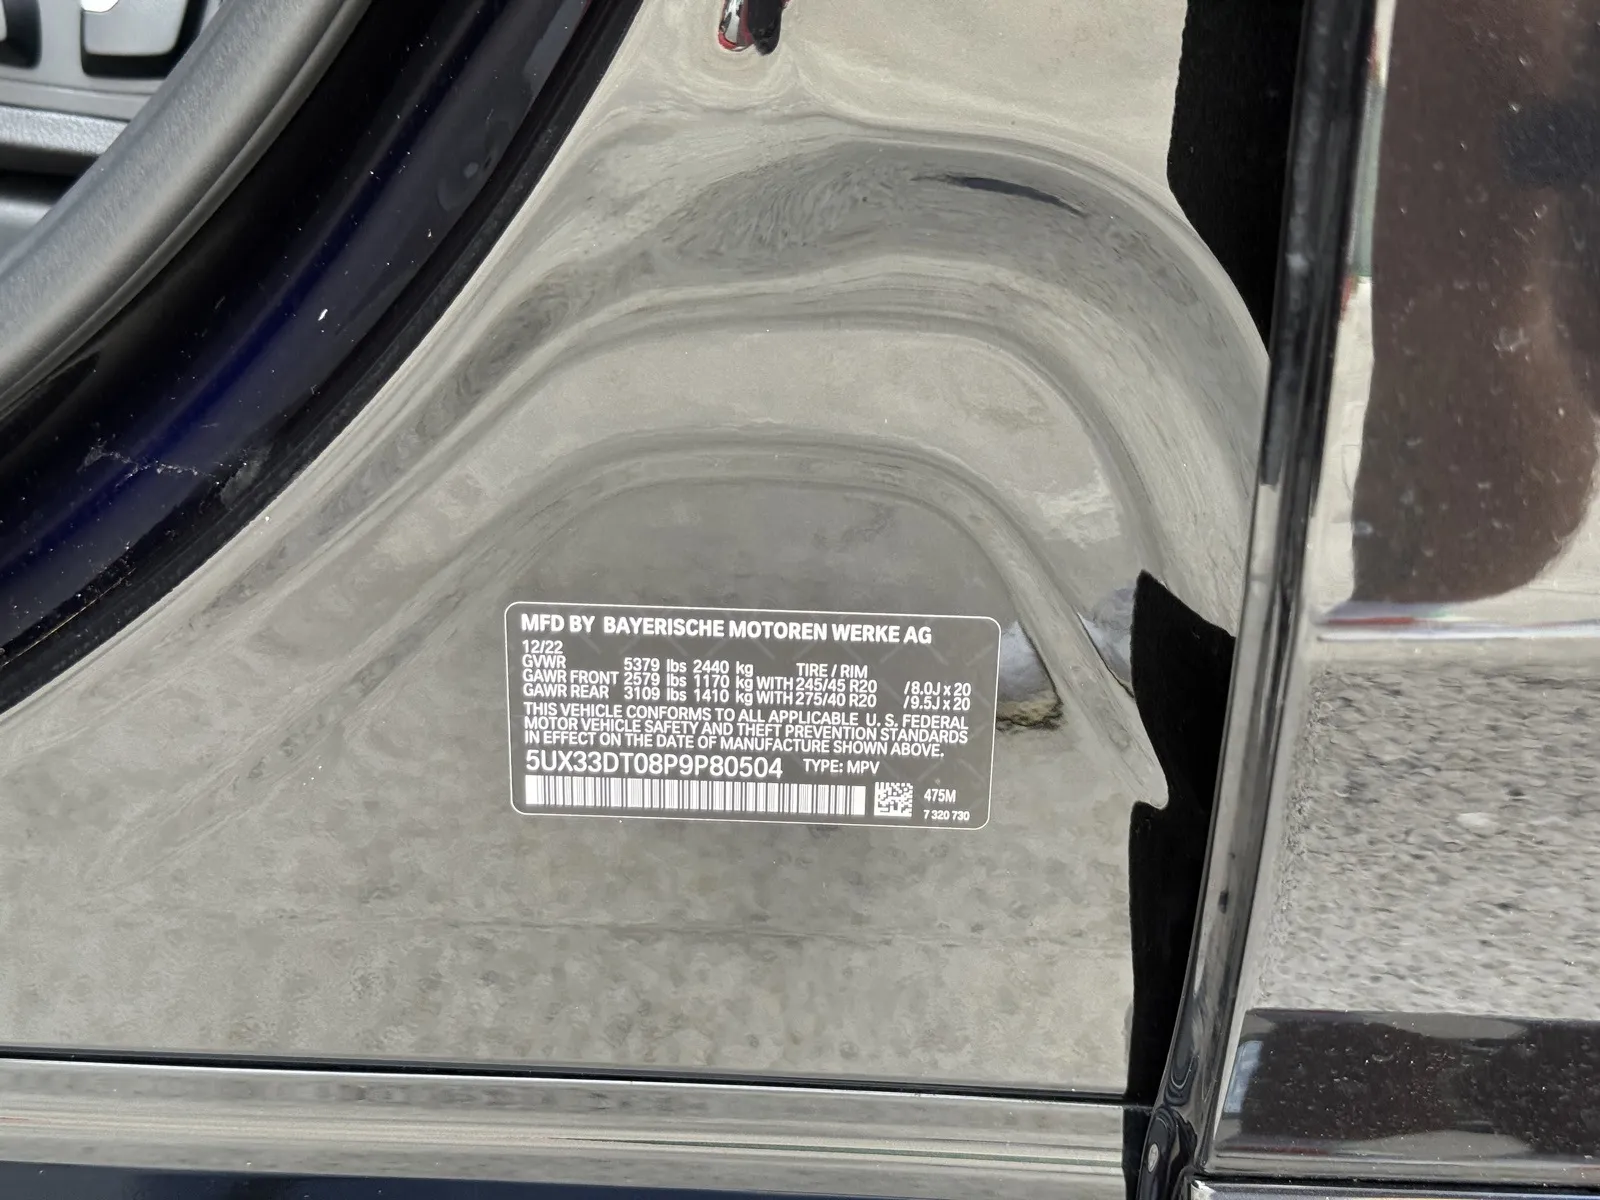 MFD BY BAYERISCHE MOTOREN WERKE AG
12/22
GVWR 5379 lbs 2440 kg TIRE / RIM
GAWR FRONT 2579 lbs 1170 kg WITH 245/45 R20 /8.0J x 20
GAWR REAR 3109 lbs 1410 kg WITH 275/40 R20 /9.5J x 20
THIS VEHICLE CONFORMS TO ALL APPLICABLE U. S. FEDERAL
MOTOR VEHICLE SAFETY AND THEFT PREVENTION STANDARDS
IN EFFECT ON THE DATE OF MANUFACTURE SHOWN ABOVE.
5UX33DT08P9P80504 TYPE: MPV
475M
7 320 730